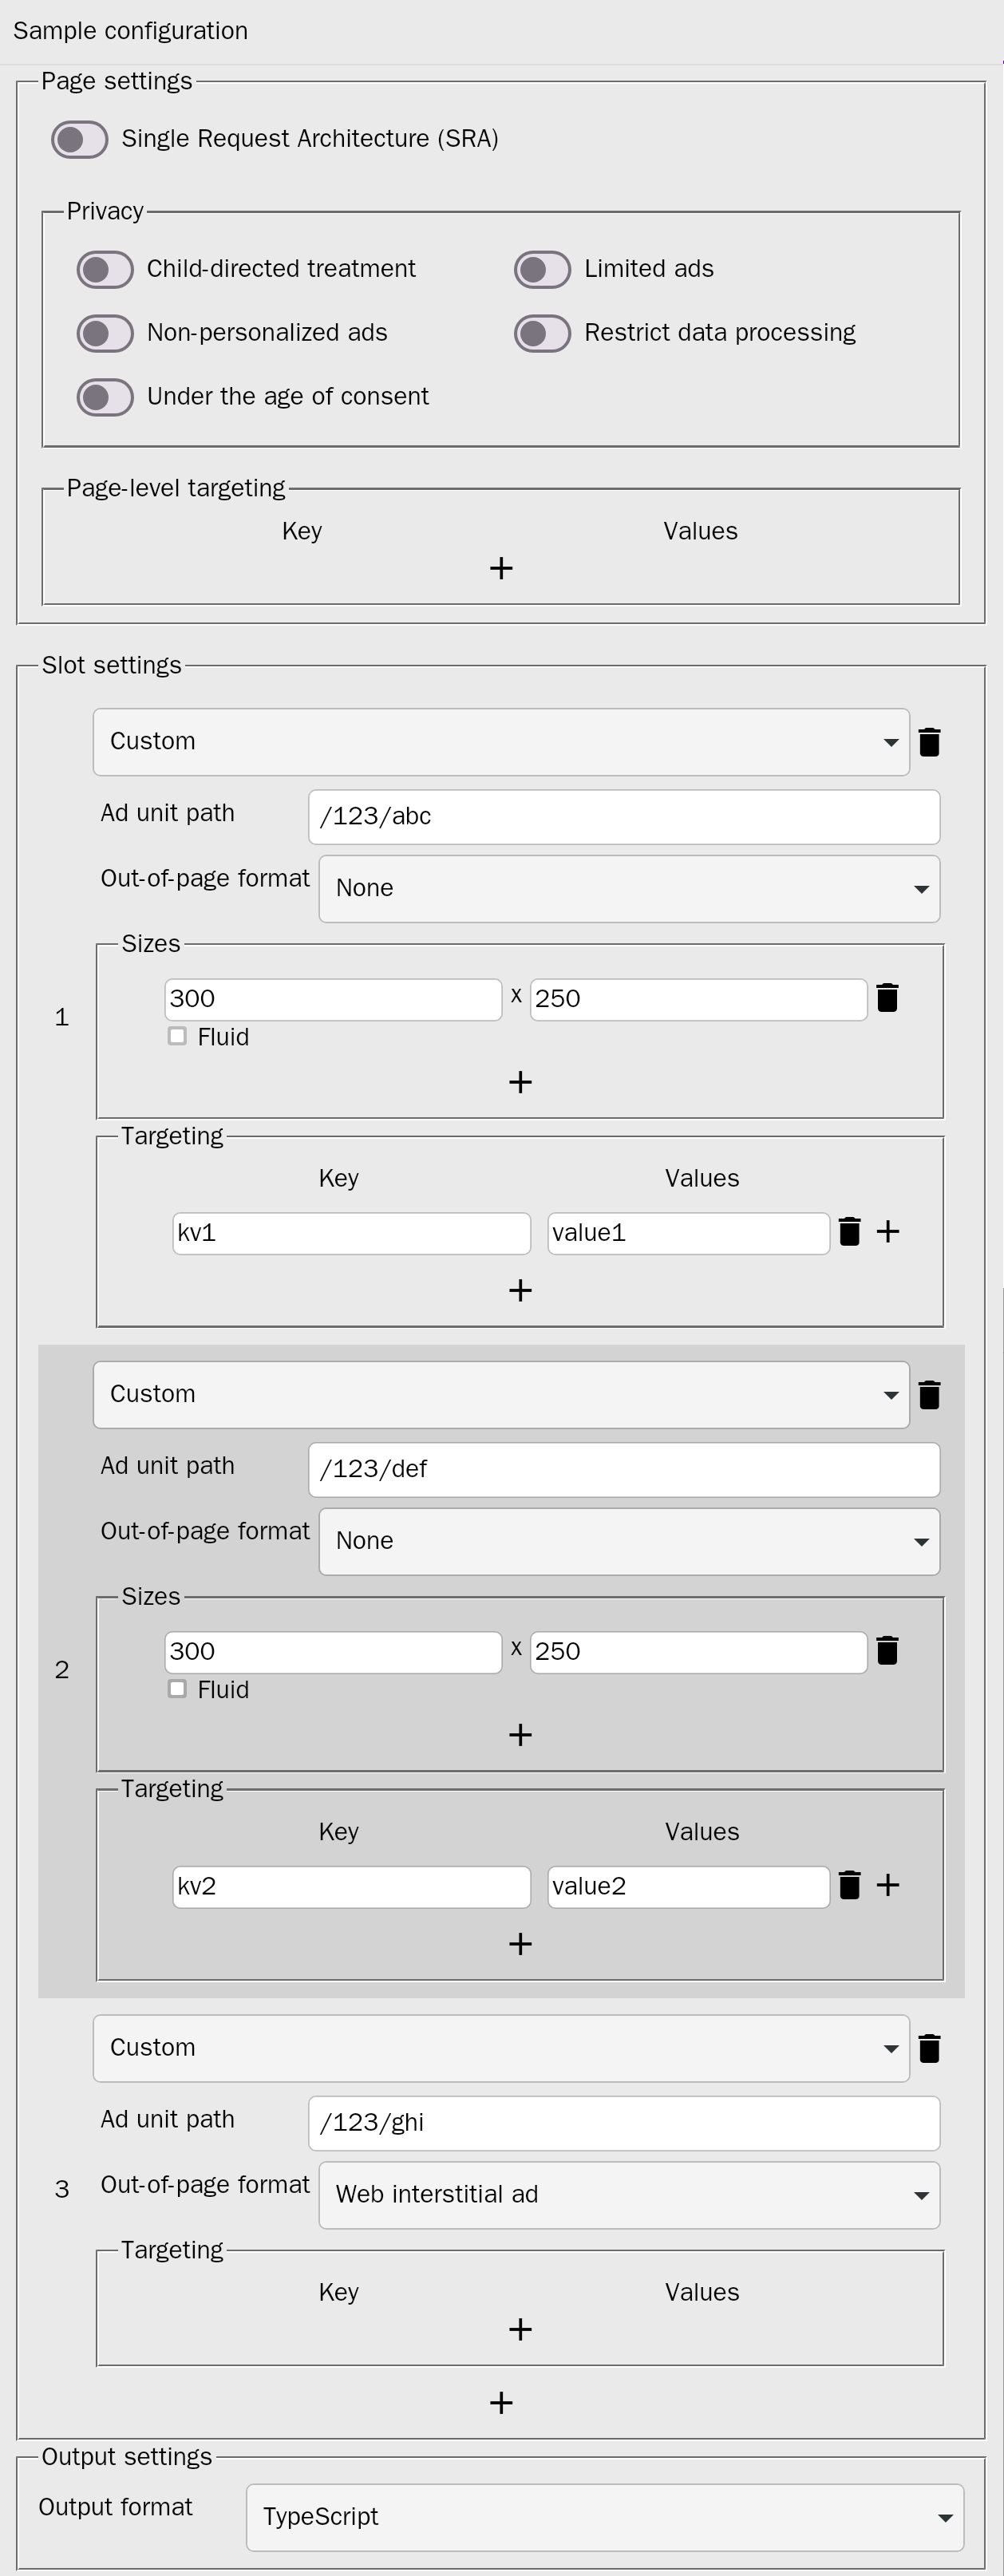 Sample configuration
Page settings
Single Request Architecture (SRA)
Privacy
Child-directed treatment Limited ads
Non-personalized ads Restrict data processing
Under the age of consent
Page-level targeting
Key Values
+
Slot settings
Custom
Ad unit path /123/abc
Out-of-page format None
Sizes
300 x 250
1
Fluid
+
Targeting
Key Values
kv1 value1 +
+
Custom
Ad unit path /123/def
Out-of-page format None
Sizes
300 x 250
2
Fluid
+
Targeting
Key Values
kv2 value2 +
+
Custom
Ad unit path /123/ghi
3 Out-of-page format Web interstitial ad
Targeting
Key Values
+
+
Output settings
Output format TypeScript